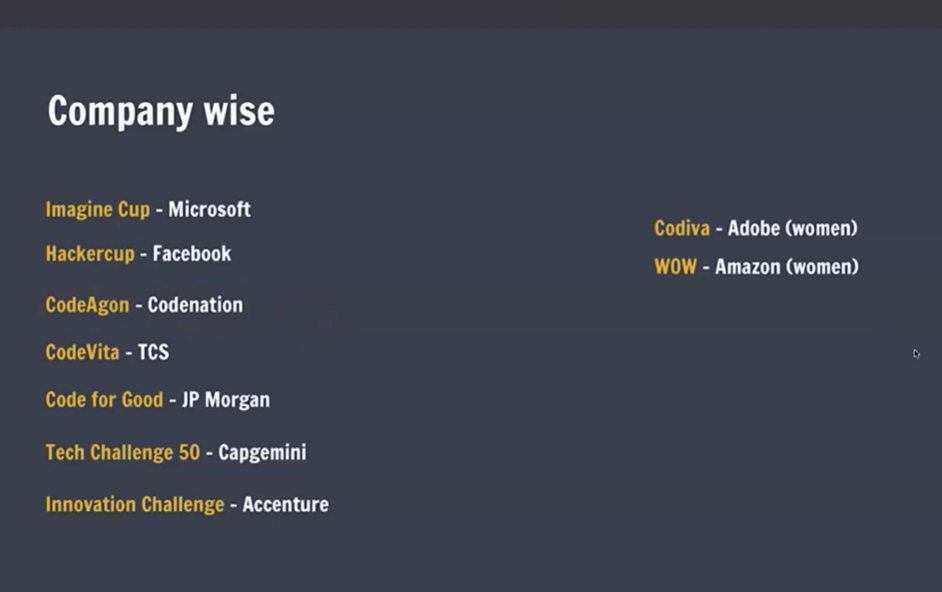 Company wise
Imagine Cup - Microsoft
Hackercup - Facebook
CodeAgon - Codenation
CodeVita - TCS
Code for Good - JP Morgan
Tech Challenge 50 - Capgemini
Innovation Challenge - Accenture
Codiva - Adobe (women)
WOW - Amazon (women)